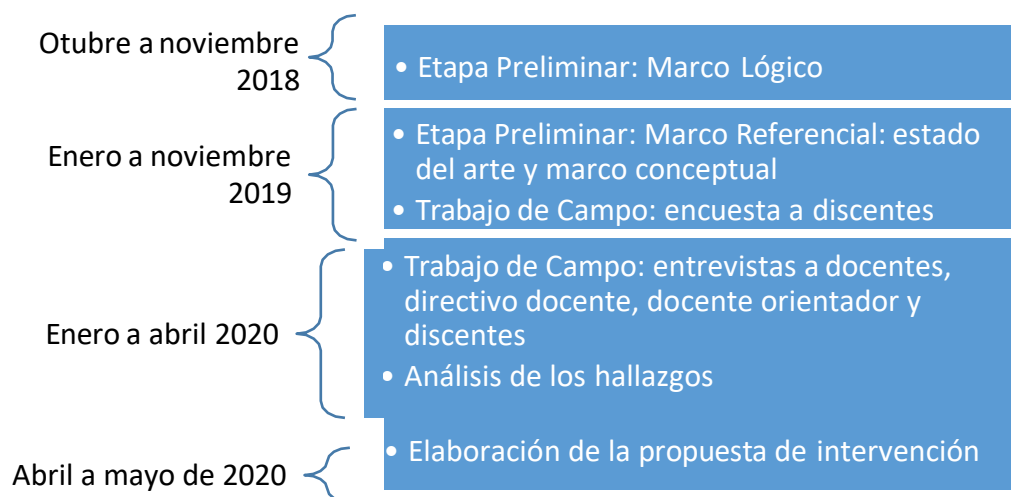 Otubre a noviembre
2018
• Etapa Preliminar: Marco Lógico
Enero a noviembre
2019
• Etapa Preliminar: Marco Referencial: estado
del arte y marco conceptual
• Trabajo de Campo: encuesta a discentes
Enero a abril 2020
• Trabajo de Campo: entrevistas a docentes,
directivo docente, docente orientador y
discentes
• Análisis de los hallazgos
Abril a mayo de 2020
• Elaboración de la propuesta de intervención